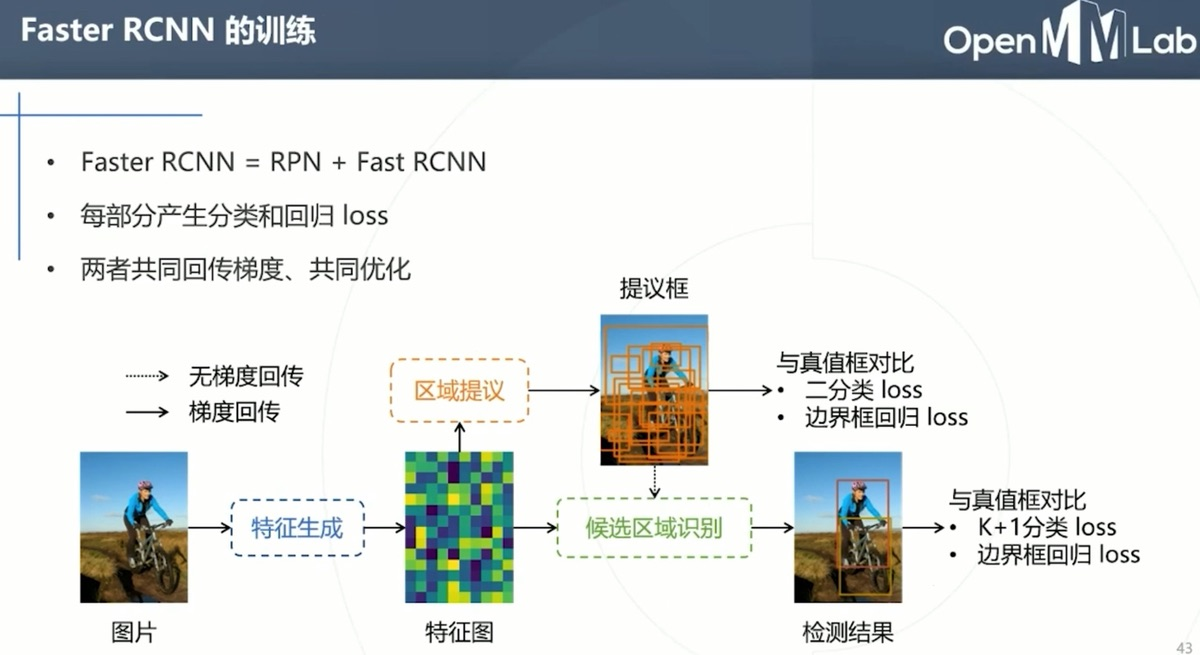 Faster RCNN 的训练
OpenMMLab
• Faster RCNN = RPN + Fast RCNN
• 每部分产生分类和回归 loss
• 两者共同回传梯度、共同优化
提议框
无梯度回传
梯度回传
区域提议
与真值框对比
• 二分类 loss
• 边界框回归 loss
特征生成
候选区域识别
与真值框对比
• K+1分类 loss
• 边界框回归 loss
图片
特征图
检测结果
43